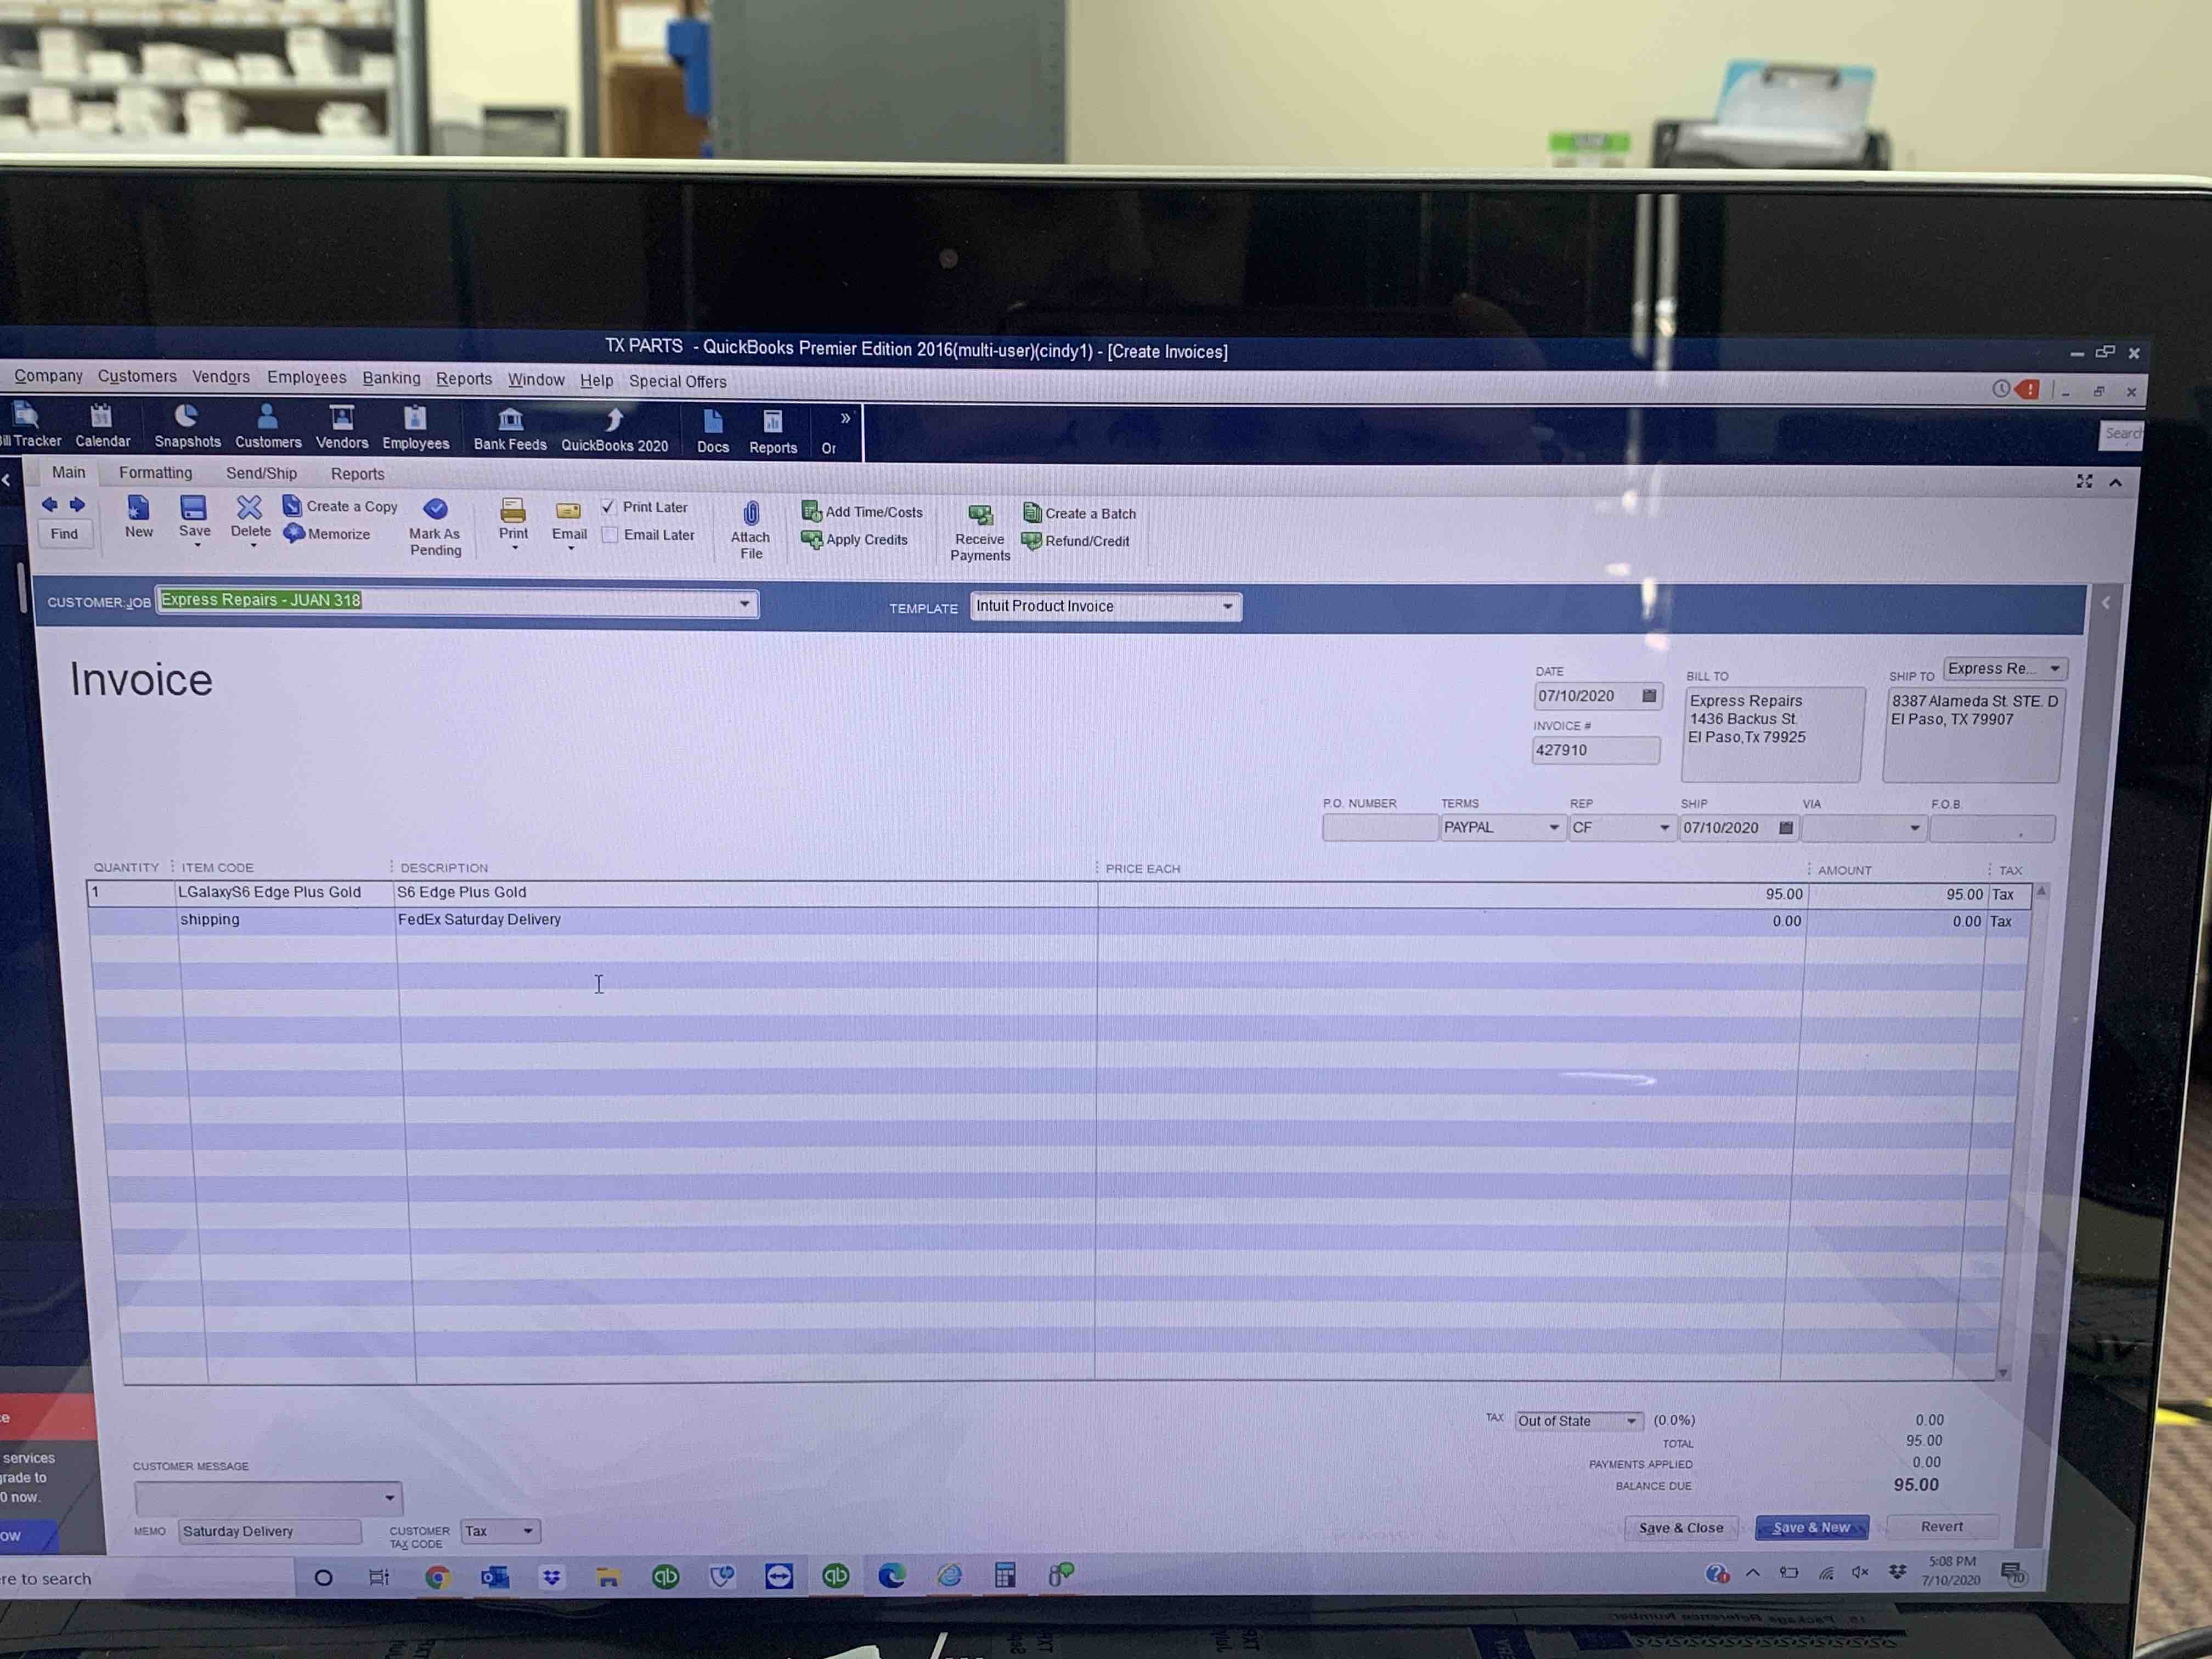 TX PARTS - QuickBooks Premier Edition 2016(multi-user)(cindy1) - [Create Invoices]
Company Customers Vendors Employees Banking Reports Window Help Special Offers
Bill Tracker Calendar Snapshots Customers Vendors Employees Bank Feeds QuickBooks 2020 Docs Reports Or
Search
Main Formatting Send/Ship Reports
Find New Save Delete Create a Copy Memorize Mark As Pending Print Email Print Later Email Later Attach File Add Time/Costs Apply Credits Receive Payments Create a Batch Refund/Credit
CUSTOMER:JOB Express Repairs - JUAN 318 TEMPLATE Intuit Product Invoice
Invoice
DATE
07/10/2020
INVOICE #
427910
BILL TO
Express Repairs
1436 Backus St.
El Paso,Tx 79925
SHIP TO Express Re...
8387 Alameda St. STE. D
El Paso, TX 79907
P.O. NUMBER TERMS REP SHIP VIA F.O.B.
PAYPAL CF 07/10/2020
QUANTITY ITEM CODE DESCRIPTION PRICE EACH AMOUNT TAX
1 LGalaxyS6 Edge Plus Gold S6 Edge Plus Gold 95.00 95.00 Tax
shipping FedEx Saturday Delivery 0.00 0.00 Tax
TAX Out of State (0.0%) 0.00
TOTAL 95.00
PAYMENTS APPLIED 0.00
BALANCE DUE 95.00
CUSTOMER MESSAGE
MEMO Saturday Delivery CUSTOMER TAX CODE Tax
Save & Close Save & New Revert
services
now.
re to search
5:08 PM
7/10/2020
10